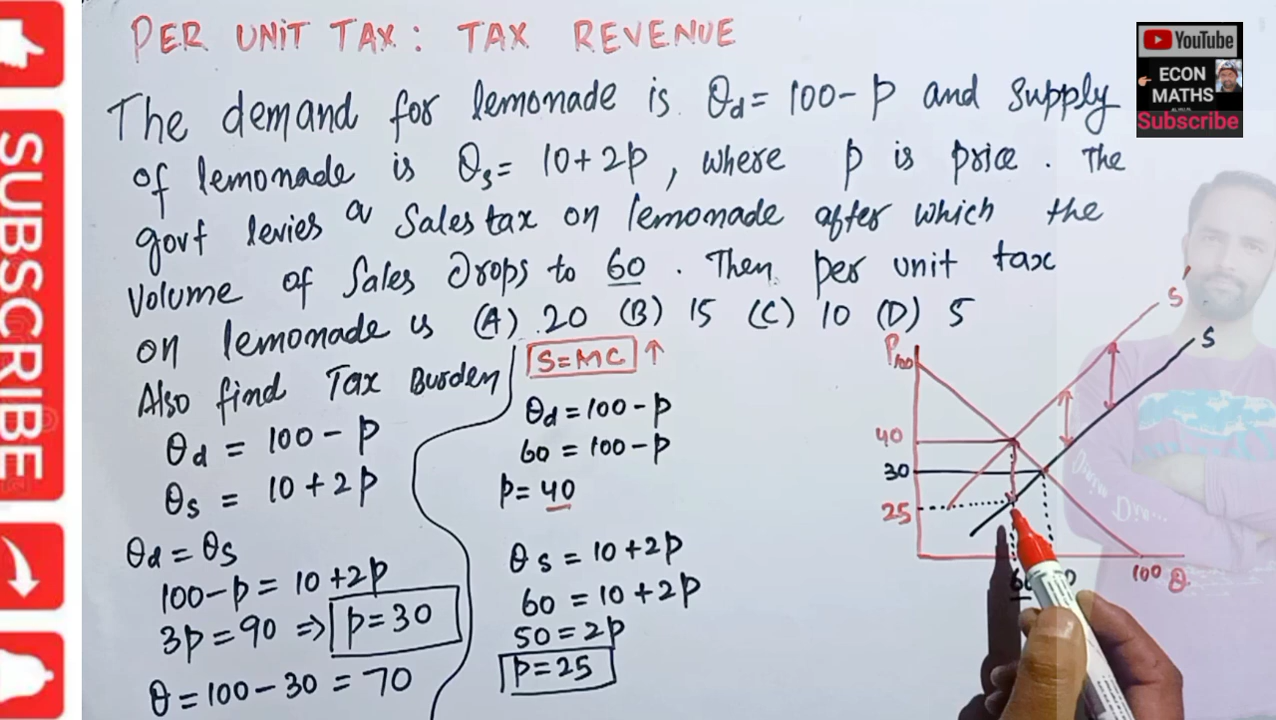 PER UNIT TAX: TAX REVENUE
The demand for lemonade is Qd = 100 - P and supply
of lemonade is Qs = 10 + 2P, where P is price. The
govt levies a sales tax on lemonade after which the
volume of sales drops to 60. Then per unit tax
on lemonade is (A) 20 (B) 15 (C) 10 (D) 5
Also find Tax Burden
Qd = 100 - P
Qs = 10 + 2P
Qd = Qs
100 - P = 10 + 2P
3P = 90 => P = 30
Q = 100 - 30 = 70
S = MC ↑
Qd = 100 - P
60 = 100 - P
P = 40
Qs = 10 + 2P
60 = 10 + 2P
50 = 2P
P = 25
P
40
30
25
S'
S
100 Q
YouTube
ECON
MATHS
Subscribe
SUBSCRIBE